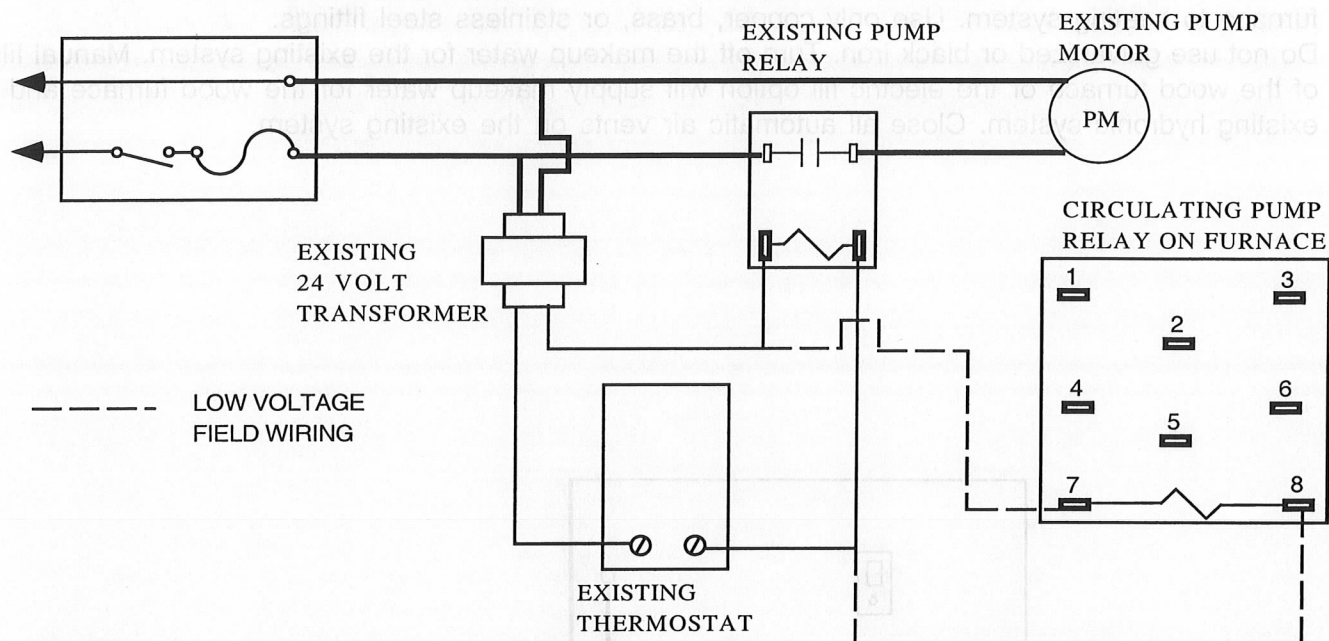 furnace
system. Use only copper, brass, or stainless steel fittings.
Do not use galvanized or black iron. Turn off the makeup water for the existing system. Manual fill
of the wood furnace or the electric fill option will supply makeup water for the wood furnace and
existing hydronic system. Close all automatic air vents on the existing system.
EXISTING PUMP
RELAY
EXISTING PUMP
MOTOR
PM
EXISTING
24 VOLT
TRANSFORMER
CIRCULATING PUMP
RELAY ON FURNACE
1
3
2
4
6
5
7
8
LOW VOLTAGE
FIELD WIRING
EXISTING
THERMOSTAT